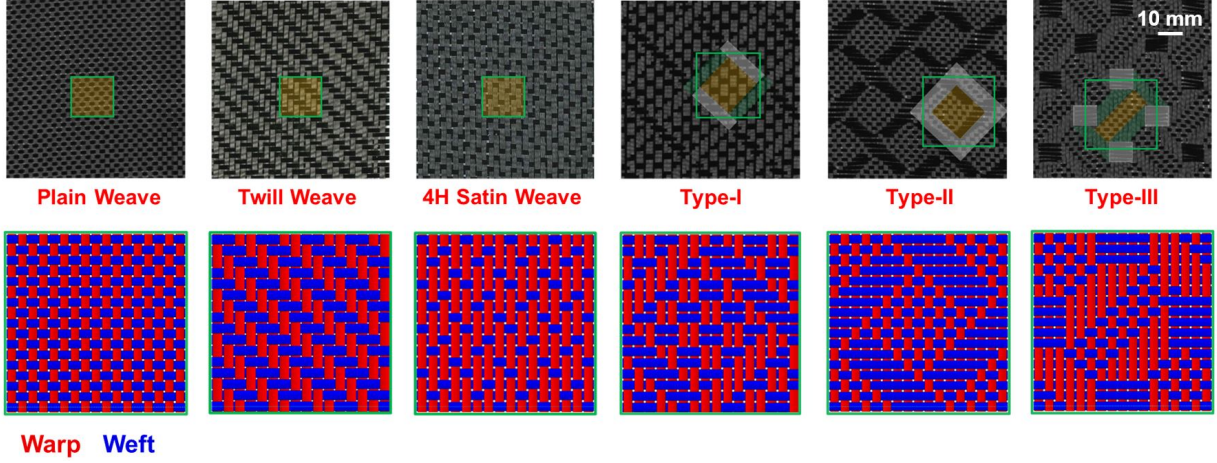 10 mm
Plain Weave
Twill Weave
4H Satin Weave
Type-I
Type-II
Type-III
Warp Weft